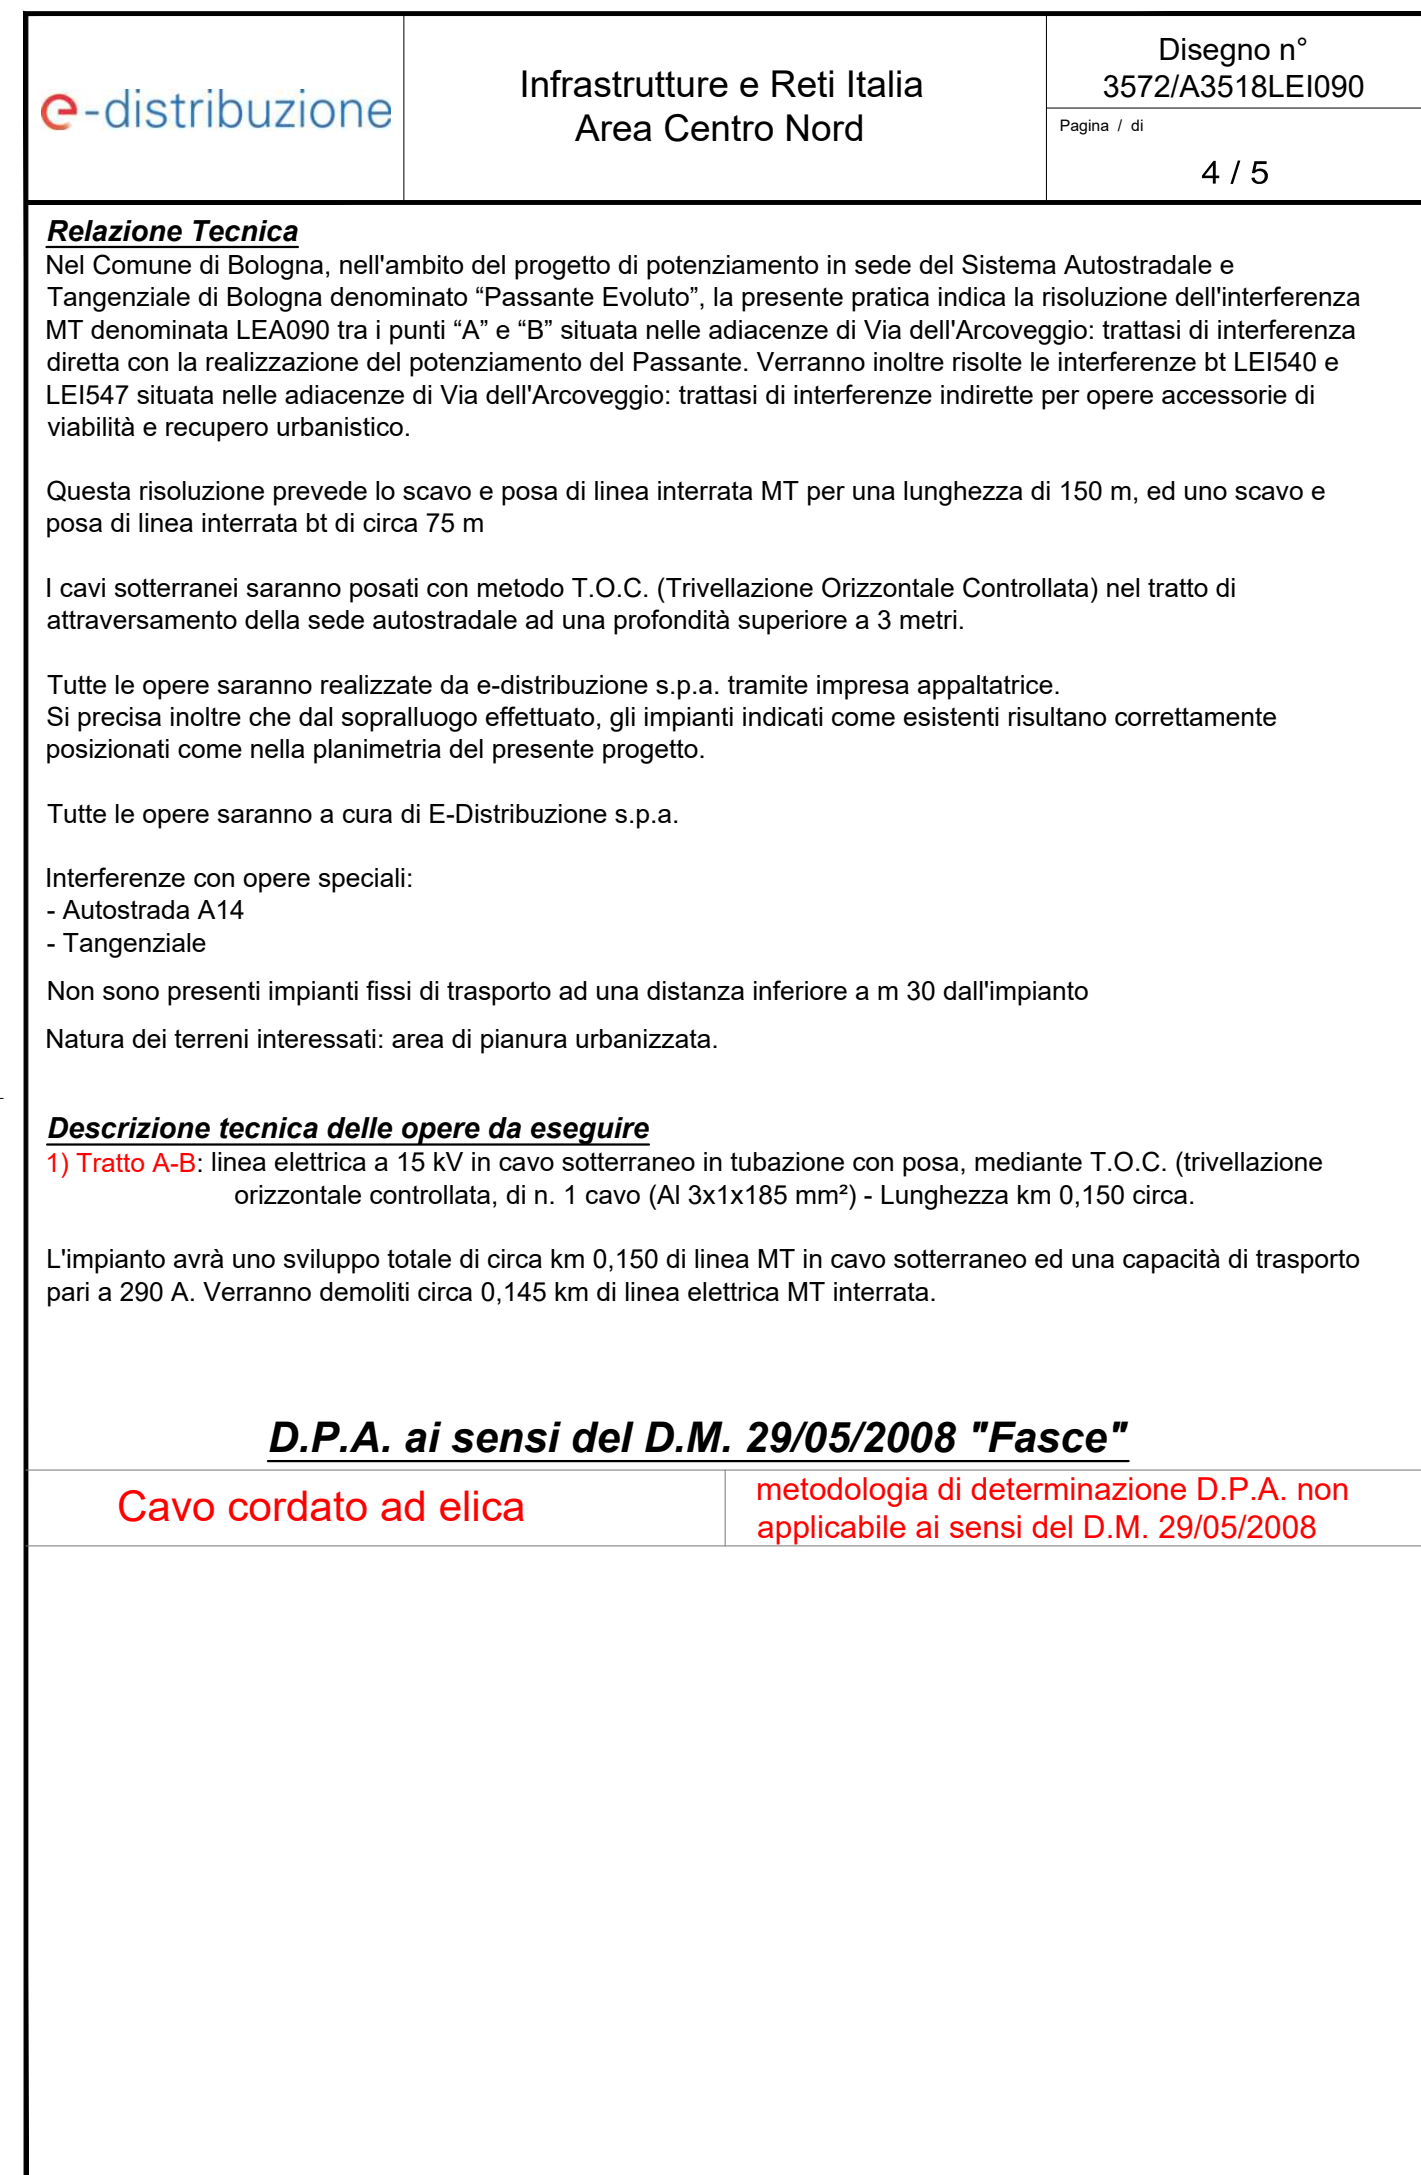 e-distribuzione
Infrastrutture e Reti Italia
Area Centro Nord
Disegno n°
3572/A3518LEI090
Pagina / di
4 / 5
Relazione Tecnica
Nel Comune di Bologna, nell'ambito del progetto di potenziamento in sede del Sistema Autostradale e
Tangenziale di Bologna denominato “Passante Evoluto”, la presente pratica indica la risoluzione dell'interferenza
MT denominata LEA090 tra i punti “A” e “B” situata nelle adiacenze di Via dell'Arcoveggio: trattasi di interferenza
diretta con la realizzazione del potenziamento del Passante. Verranno inoltre risolte le interferenze bt LEI540 e
LEI547 situata nelle adiacenze di Via dell'Arcoveggio: trattasi di interferenze indirette per opere accessorie di
viabilità e recupero urbanistico.
Questa risoluzione prevede lo scavo e posa di linea interrata MT per una lunghezza di 150 m, ed uno scavo e
posa di linea interrata bt di circa 75 m
I cavi sotterranei saranno posati con metodo T.O.C. (Trivellazione Orizzontale Controllata) nel tratto di
attraversamento della sede autostradale ad una profondità superiore a 3 metri.
Tutte le opere saranno realizzate da e-distribuzione s.p.a. tramite impresa appaltatrice.
Si precisa inoltre che dal sopralluogo effettuato, gli impianti indicati come esistenti risultano correttamente
posizionati come nella planimetria del presente progetto.
Tutte le opere saranno a cura di E-Distribuzione s.p.a.
Interferenze con opere speciali:
- Autostrada A14
- Tangenziale
Non sono presenti impianti fissi di trasporto ad una distanza inferiore a m 30 dall'impianto
Natura dei terreni interessati: area di pianura urbanizzata.
Descrizione tecnica delle opere da eseguire
1) Tratto A-B: linea elettrica a 15 kV in cavo sotterraneo in tubazione con posa, mediante T.O.C. (trivellazione
orizzontale controllata, di n. 1 cavo (Al 3x1x185 mm²) - Lunghezza km 0,150 circa.
L'impianto avrà uno sviluppo totale di circa km 0,150 di linea MT in cavo sotterraneo ed una capacità di trasporto
pari a 290 A. Verranno demoliti circa 0,145 km di linea elettrica MT interrata.
D.P.A. ai sensi del D.M. 29/05/2008 "Fasce"
Cavo cordato ad elica
metodologia di determinazione D.P.A. non
applicabile ai sensi del D.M. 29/05/2008